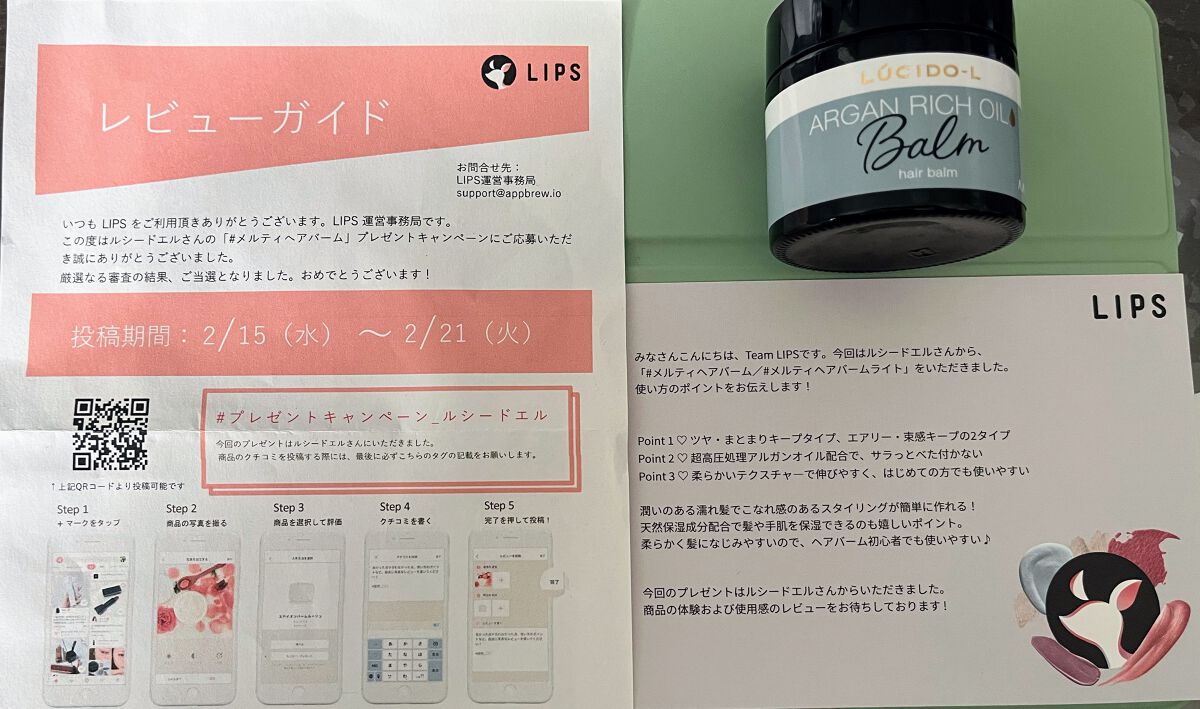 LIPS
レビューガイド
お問合せ先：
LIPS運営事務局
support@appbrew.io
いつも LIPS をご利用頂きありがとうございます。LIPS 運営事務局です。
この度はルシードエルさんの「#メルティヘアバーム」プレゼントキャンペーンにご応募いただ
き誠にありがとうございました。
厳選なる審査の結果、ご当選となりました。おめでとうございます！
投稿期間：2/15（水） ～2/21（火）
#プレゼントキャンペーン_ルシードエル
今回のプレゼントはルシードエルさんにいただきました。
商品のクチコミを投稿する際には、最後に必ずこちらのタグの記載をお願いします。
↑上記QRコードより投稿可能です
Step 1
+マークをタップ
Step 2
商品の写真を撮る
Step 3
商品を選択して評価
Step 4
クチコミを書く
Step 5
完了を押して投稿！
完了
LÚCIDO-L
ARGAN RICH OIL
Balm
hair balm
LIPS
みなさんこんにちは、Team LIPSです。今回はルシードエルさんから、
「#メルティヘアバーム／#メルティヘアバームライト」をいただきました。
使い方のポイントをお伝えします！
Point 1 ♡ ツヤ・まとまりキープタイプ、エアリー・束感キープの2タイプ
Point 2 ♡ 超高圧処理アルガンオイル配合で、サラっとべた付かない
Point 3 ♡ 柔らかいテクスチャーで伸びやすく、はじめての方でも使いやすい
潤いのある濡れ髪でこなれ感のあるスタイリングが簡単に作れる！
天然保湿成分配合で髪や手肌を保湿できるのも嬉しいポイント。
柔らかく髪になじみやすいので、ヘアバーム初心者でも使いやすい♪
今回のプレゼントはルシードエルさんからいただきました。
商品の体験および使用感のレビューをお待ちしております！